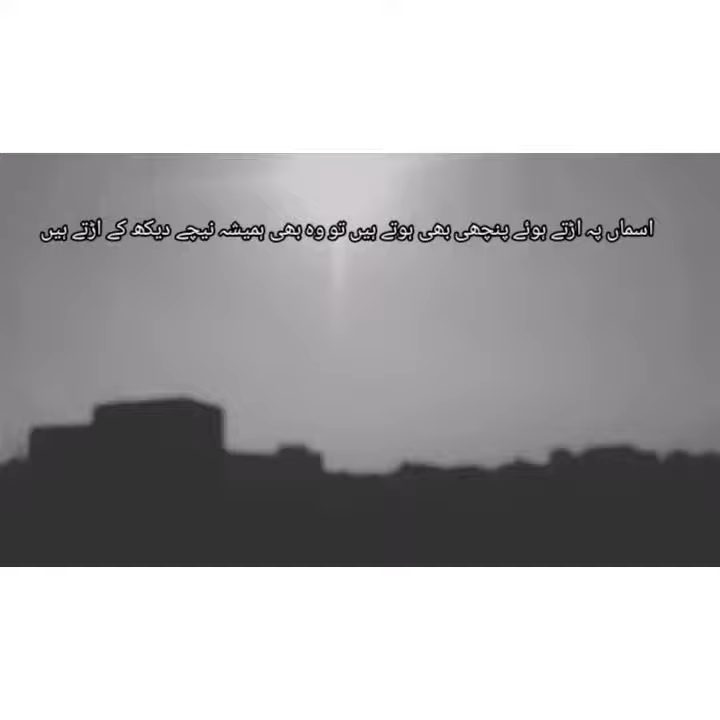 اسماں پہ اڑتے ہوئے پنچھی بھی ہوتے ہیں تو وہ بھی ہمیشہ نیچے دیکھ کے اڑتے ہیں